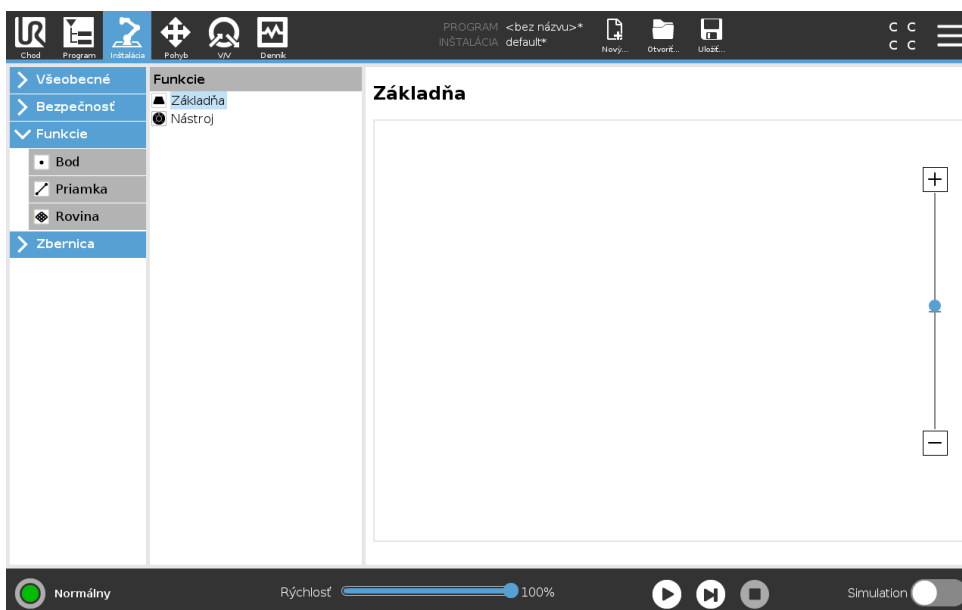 UR
PROGRAM <bez názvu>*
INŠTALÁCIA default*
Chod Program Inštalácia Pohyb V/V Denník Nový... Otvoriť... Uložiť...
C C
C C
Všeobecné
Bezpečnosť
Funkcie
Bod
Priamka
Rovina
Zbernica
Funkcie
Základňa
Nástroj
Základňa
Normálny Rýchlosť 100% Simulation